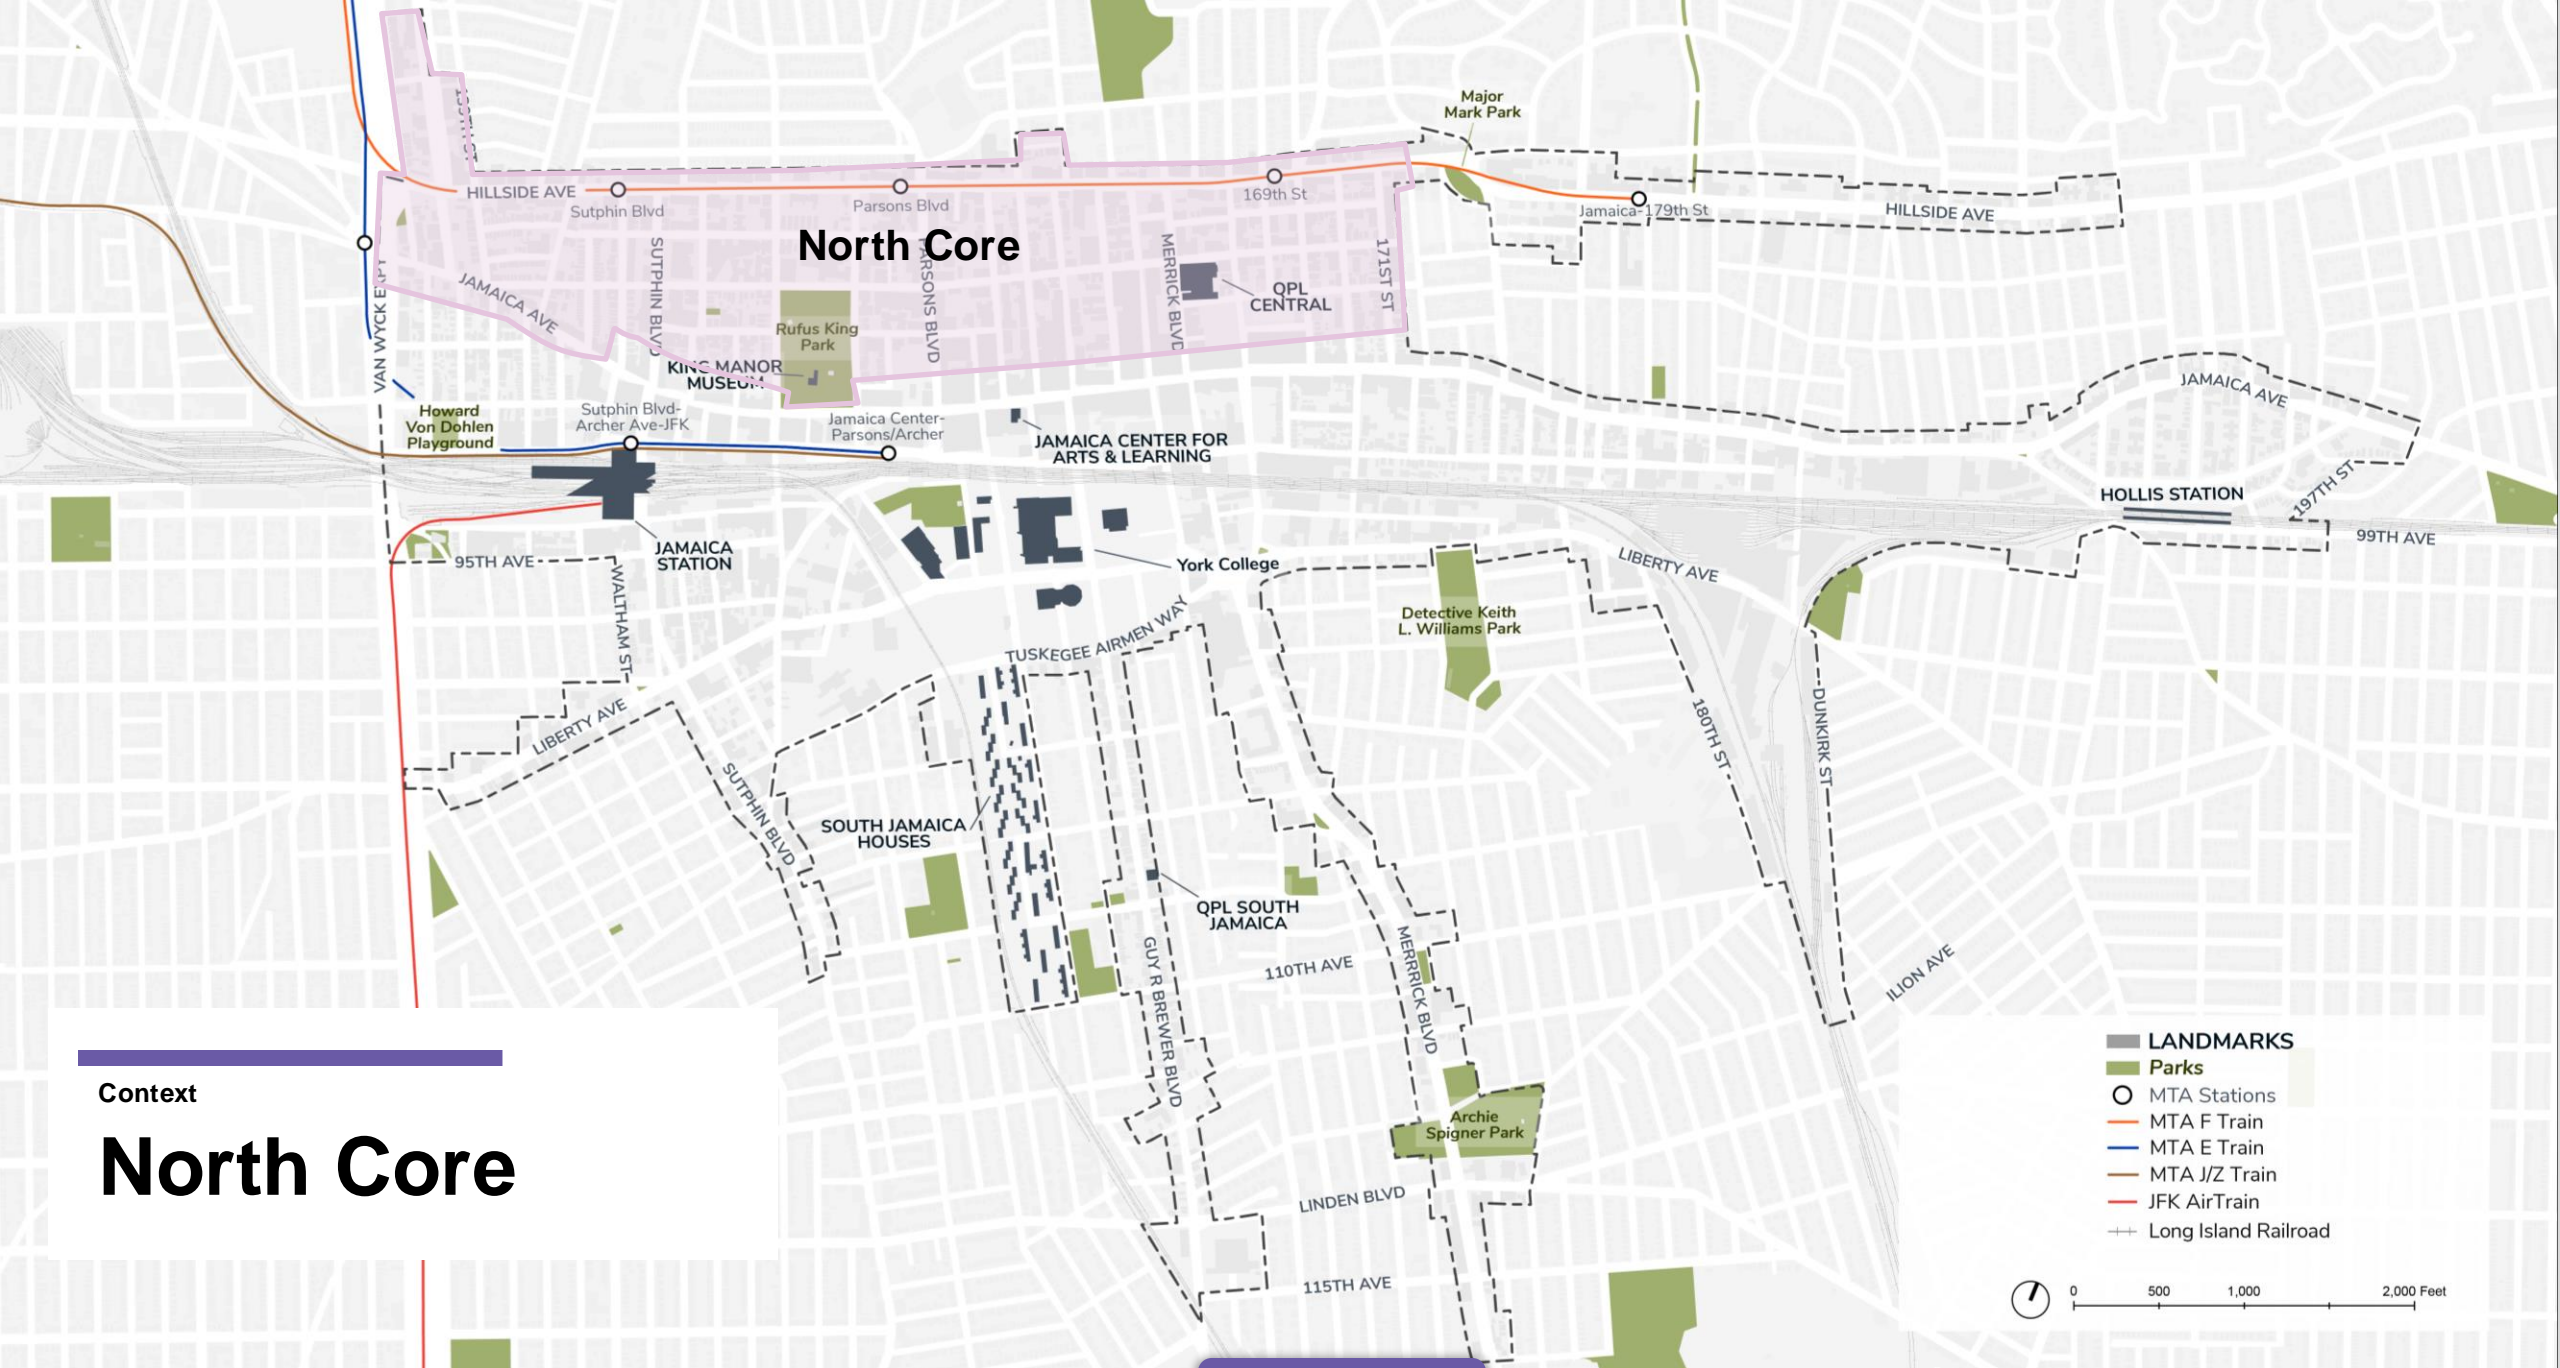 Major
Mark Park
HILLSIDE AVE
Sutphin Blvd
Parsons Blvd
169th St
Jamaica-179th St
HILLSIDE AVE
North Core
SUTPHIN BLVD
PARSONS BLVD
MERRICK BLVD
171ST ST
JAMAICA AVE
QPL
CENTRAL
Rufus King
Park
KING MANOR
MUSEUM
VAN WYCK EXPY
JAMAICA AVE
Howard
Von Dohlen
Playground
Sutphin Blvd-
Archer Ave-JFK
Jamaica Center-
Parsons/Archer
JAMAICA CENTER FOR
ARTS & LEARNING
197TH ST
HOLLIS STATION
99TH AVE
JAMAICA
STATION
95TH AVE
WALTHAM ST
York College
LIBERTY AVE
TUSKEGEE AIRMEN WAY
Detective Keith
L. Williams Park
LIBERTY AVE
180TH ST
DUNKIRK ST
SUTPHIN BLVD
SOUTH JAMAICA
HOUSES
QPL SOUTH
JAMAICA
GUY R BREWER BLVD
110TH AVE
MERRRICK BLVD
ILION AVE
Archie
Spigner Park
LINDEN BLVD
115TH AVE
Context
North Core
LANDMARKS
Parks
MTA Stations
MTA F Train
MTA E Train
MTA J/Z Train
JFK AirTrain
Long Island Railroad
0 500 1,000 2,000 Feet